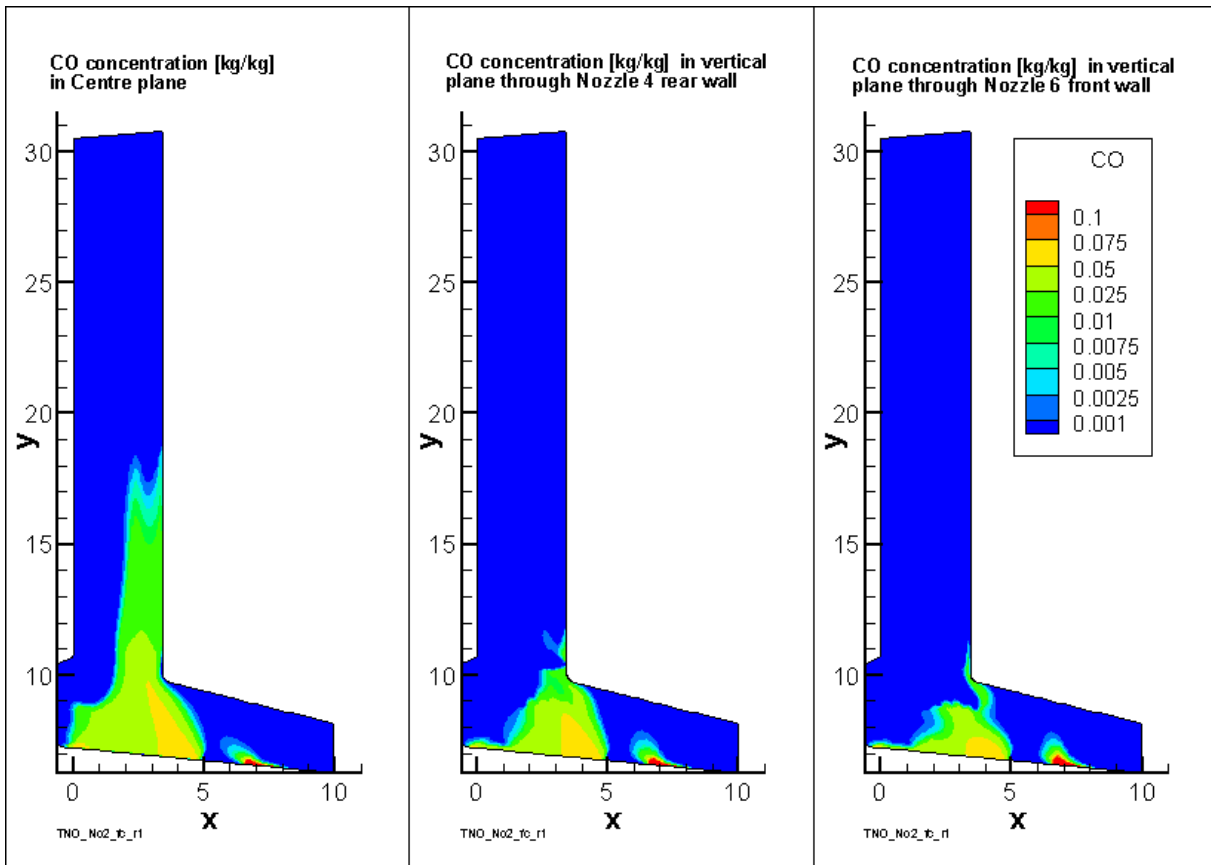 CO concentration [kg/kg]
in Centre plane
30
25
20
15
10
y
0 5 10
x
TNO_No2_fc_r1
CO concentration [kg/kg] in vertical
plane through Nozzle 4 rear wall
30
25
20
15
10
y
0 5 10
x
TNO_No2_fc_r1
CO concentration [kg/kg] in vertical
plane through Nozzle 6 front wall
30
25
20
15
10
y
0 5 10
x
TNO_No2_fc_r1
CO
0.1
0.075
0.05
0.025
0.01
0.0075
0.005
0.0025
0.001